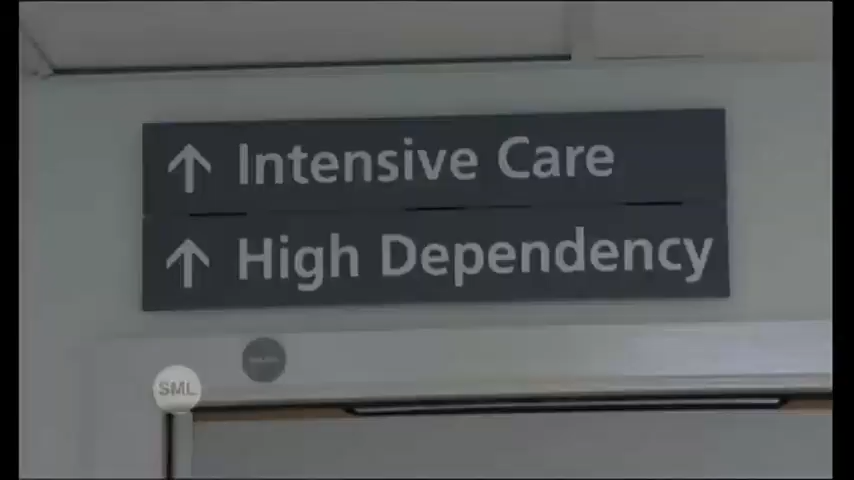 ↑ Intensive Care
↑ High Dependency
SML